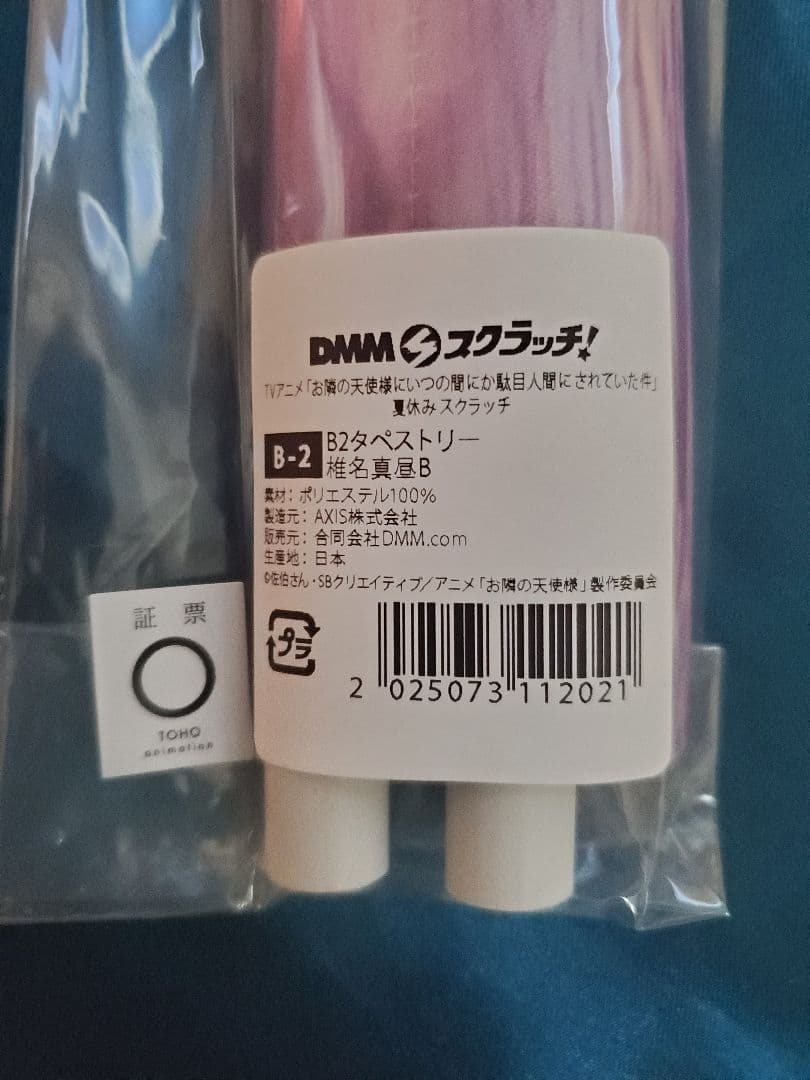 DMM スクラッチ!
TVアニメ「お隣の天使様にいつの間にか駄目人間にされていた件」
夏休みスクラッチ
B-2
B2タペストリー
椎名真昼B
素材：ポリエステル100%
製造元：AXIS株式会社
販売元：合同会社DMM.com
生産地：日本
©佐伯さん・SBクリエイティブ/アニメ「お隣の天使様」製作委員会
プラ
2 025073 112021
証 票
TOHO
animation